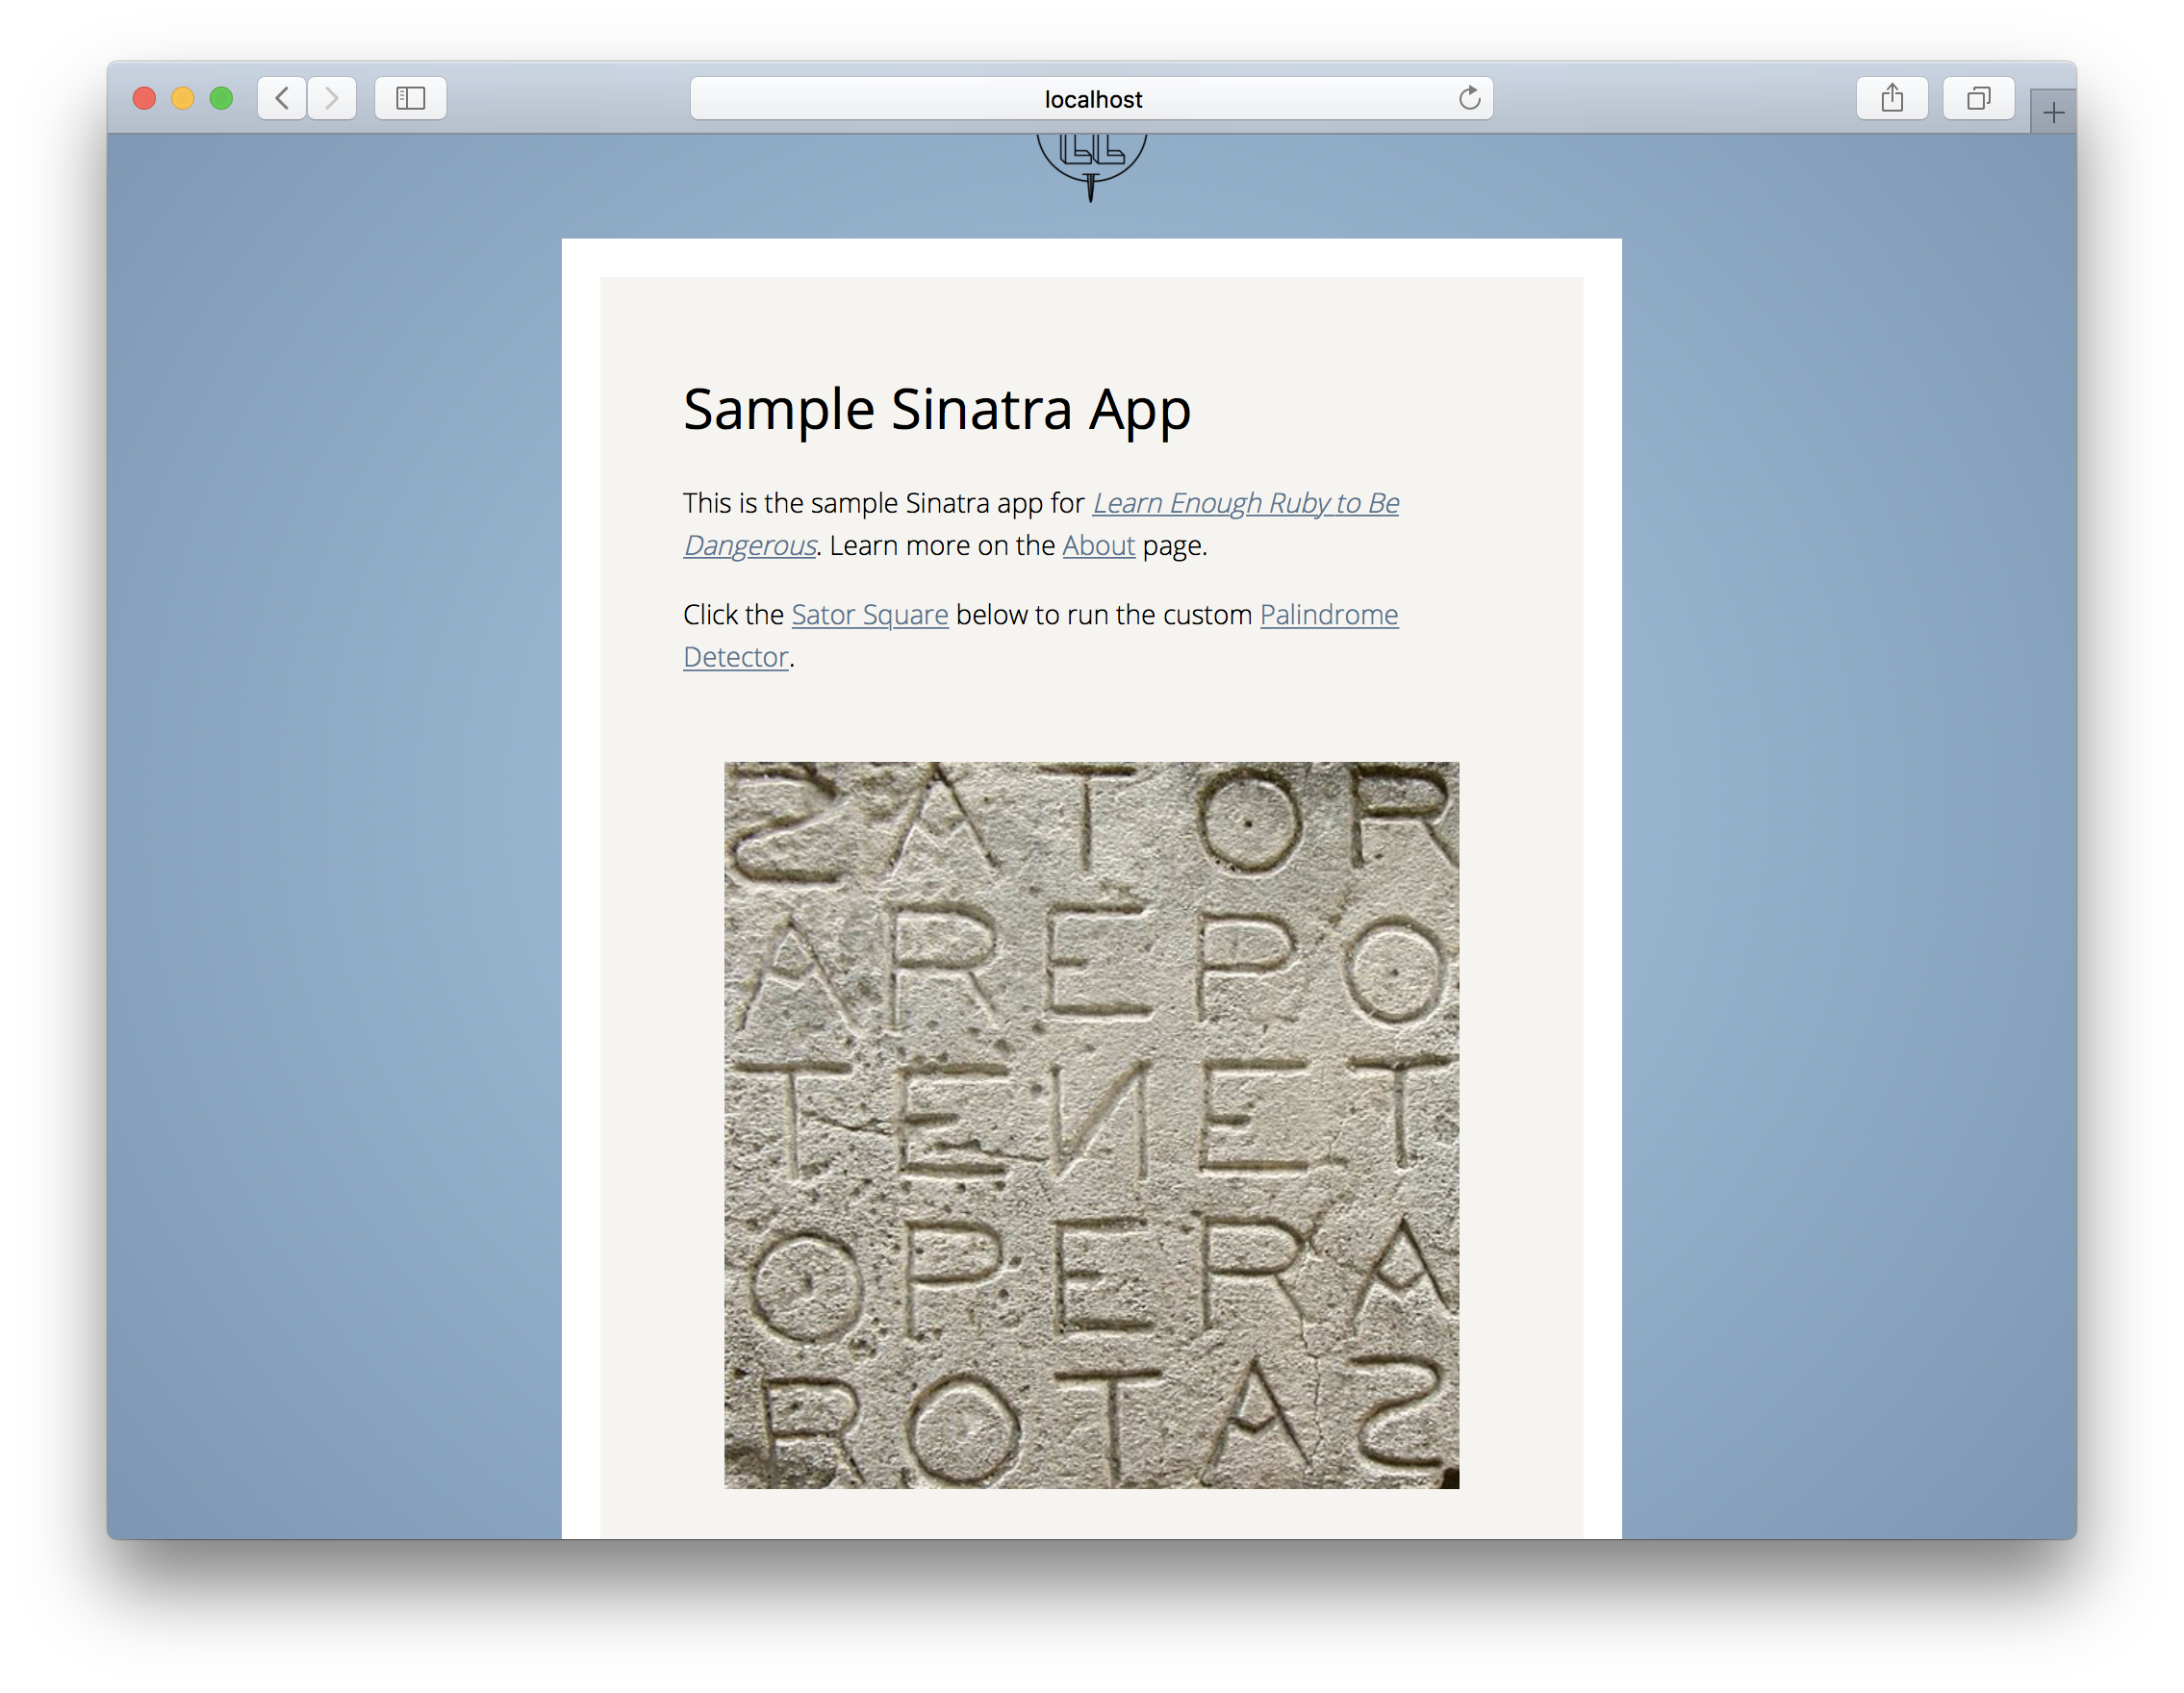 localhost
LL
Sample Sinatra App
This is the sample Sinatra app for Learn Enough Ruby to Be
Dangerous. Learn more on the About page.
Click the Sator Square below to run the custom Palindrome
Detector.
SATOR
AREPO
TENET
OPERA
ROTAS